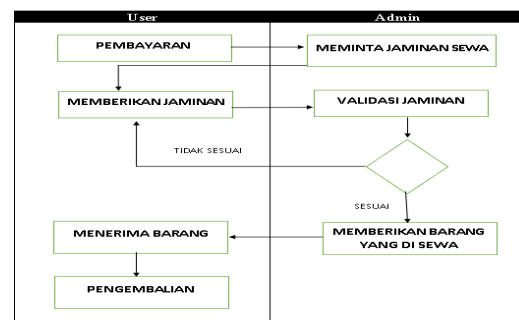 User
Admin
PEMBAYARAN
MEMINTA JAMINAN SEWA
MEMBERIKAN JAMINAN
VALIDASI JAMINAN
TIDAK SESUAI
SESUAI
MENERIMA BARANG
MEMBERIKAN BARANG
YANG DI SEWA
PENGEMBALIAN